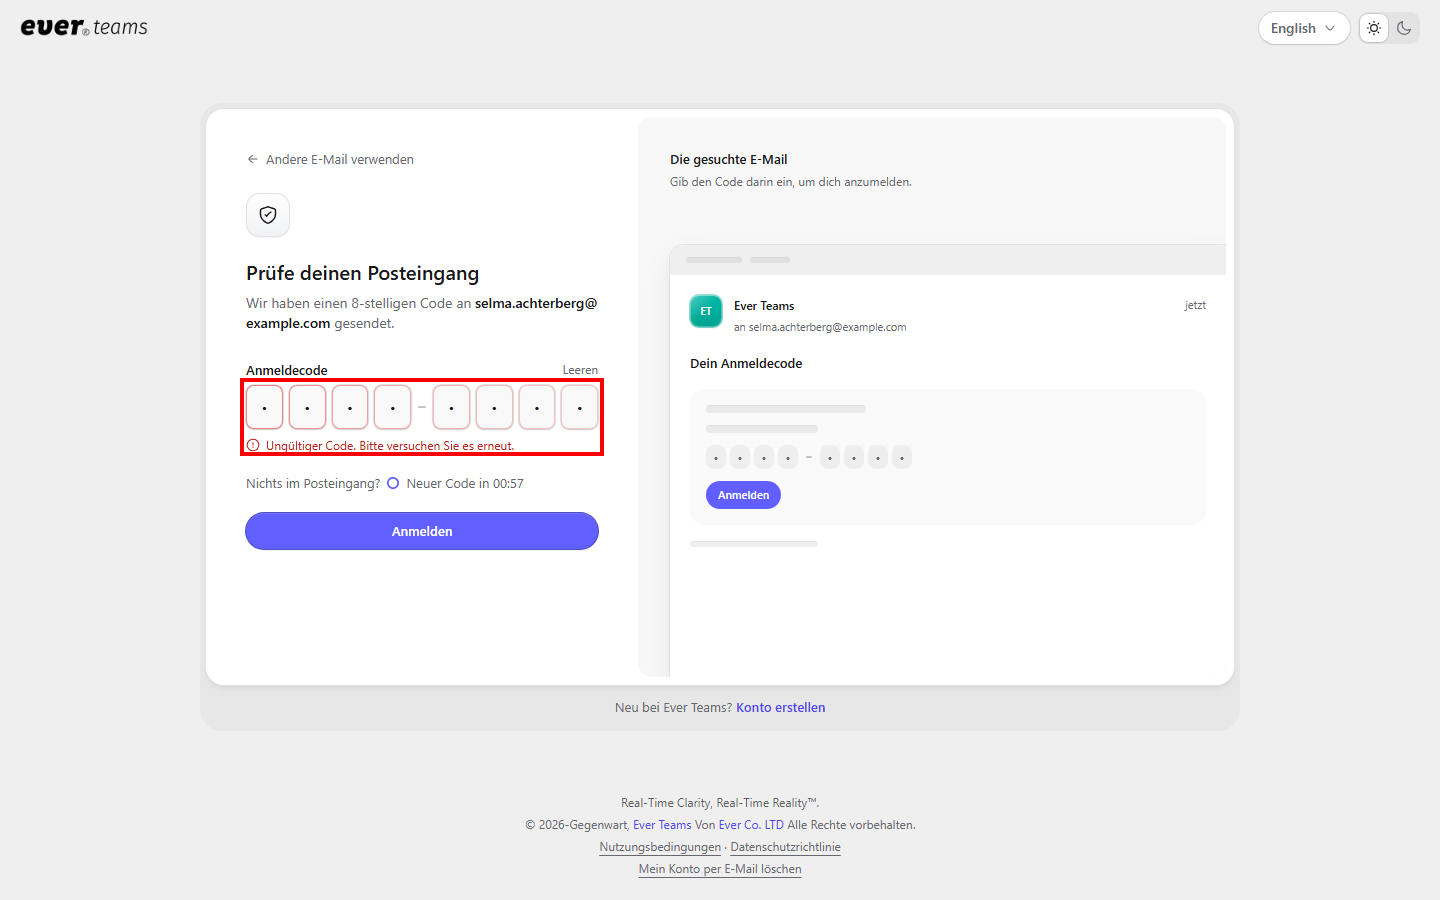 ever® teams
English
Andere E-Mail verwenden
Prüfe deinen Posteingang
Wir haben einen 8-stelligen Code an selma.achterberg@
example.com gesendet.
Anmeldecode
Leeren
• • • • – • • • •
Ungültiger Code. Bitte versuchen Sie es erneut.
Nichts im Posteingang? Neuer Code in 00:57
Anmelden
Die gesuchte E-Mail
Gib den Code darin ein, um dich anzumelden.
ET
Ever Teams
jetzt
an selma.achterberg@example.com
Dein Anmeldecode
• • • • – • • • •
Anmelden
Neu bei Ever Teams? Konto erstellen
Real-Time Clarity, Real-Time Reality™.
© 2026-Gegenwart, Ever Teams Von Ever Co. LTD Alle Rechte vorbehalten.
Nutzungsbedingungen · Datenschutzrichtlinie
Mein Konto per E-Mail löschen